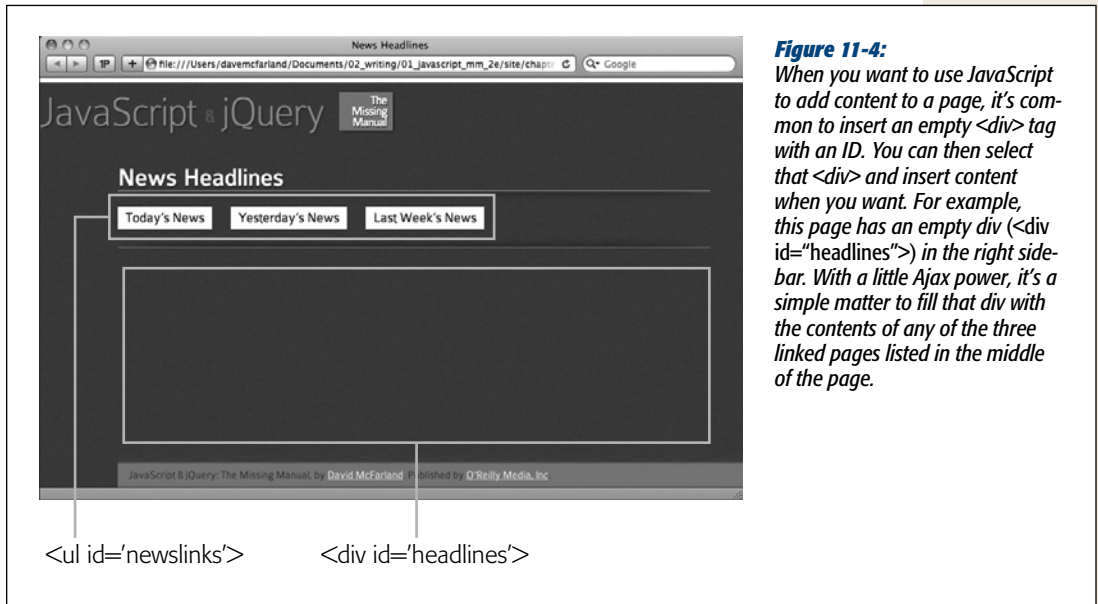 News Headlines
1P
+
file:///Users/davemcfarland/Documents/02_writing/01_javascript_mm_2e/site/chapt
Google
JavaScript & jQuery
The
Missing
Manual
News Headlines
Today's News
Yesterday's News
Last Week's News
JavaScript & jQuery: The Missing Manual, by David McFarland. Published by O'Reilly Media, Inc
<ul id='newslinks'>
<div id='headlines'>
Figure 11-4:
When you want to use JavaScript
to add content to a page, it's com-
mon to insert an empty <div> tag
with an ID. You can then select
that <div> and insert content
when you want. For example,
this page has an empty div (<div
id="headlines">) in the right side-
bar. With a little Ajax power, it's a
simple matter to fill that div with
the contents of any of the three
linked pages listed in the middle
of the page.